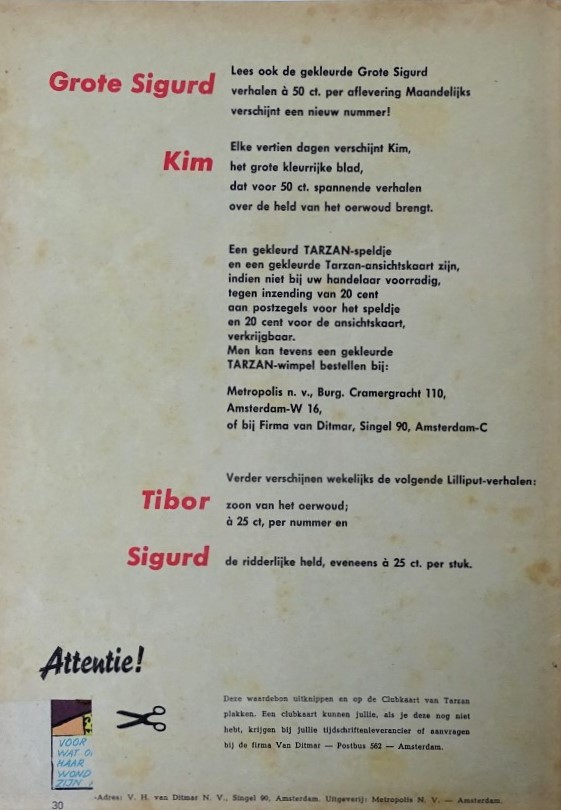 Grote Sigurd
Lees ook de gekleurde Grote Sigurd
verhalen à 50 ct. per aflevering Maandelijks
verschijnt een nieuw nummer!
Kim
Elke vertien dagen verschijnt Kim,
het grote kleurrijke blad,
dat voor 50 ct. spannende verhalen
over de held van het oerwoud brengt.
Een gekleurd TARZAN-speldje
en een gekleurde Tarzan-ansichtskaart zijn,
indien niet bij uw handelaar voorradig,
tegen inzending van 20 cent
aan postzegels voor het speldje
en 20 cent voor de ansichtskaart,
verkrijgbaar.
Men kan tevens een gekleurde
TARZAN-wimpel bestellen bij:
Metropolis n. v., Burg. Cramergracht 110,
Amsterdam-W 16,
of bij Firma van Ditmar, Singel 90, Amsterdam-C
Verder verschijnen wekelijks de volgende Lilliput-verhalen:
Tibor
zoon van het oerwoud;
à 25 ct, per nummer en
Sigurd
de ridderlijke held, eveneens à 25 ct. per stuk.
Attentie!
Deze waardebon uitknippen en op de Clubkaart van Tarzan
plakken. Een clubkaart kunnen jullie, als je deze nog niet
hebt, krijgen bij jullie tijdschriftenleverancier of aanvragen
bij de firma Van Ditmar — Postbus 562 — Amsterdam.
VOOR
WAT
HAAR
WOND
ZIJN
-Adres: V. H. van Ditmar N. V., Singel 90, Amsterdam. Uitgeverij: Metropolis N. V. — Amsterdam.
30